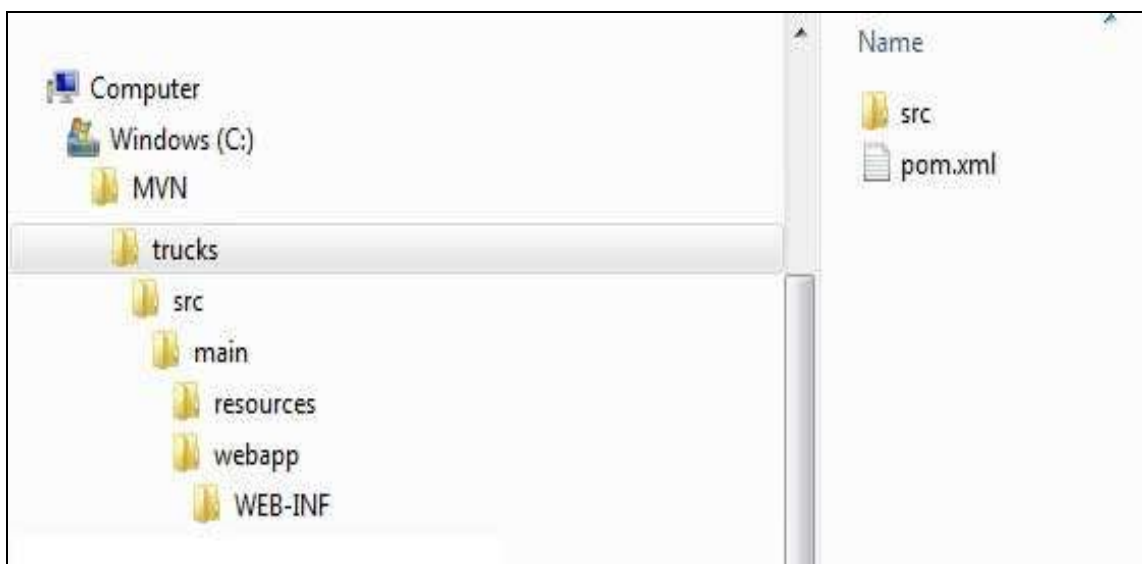 Computer
Windows (C:)
MVN
trucks
src
main
resources
webapp
WEB-INF
Name
src
pom.xml